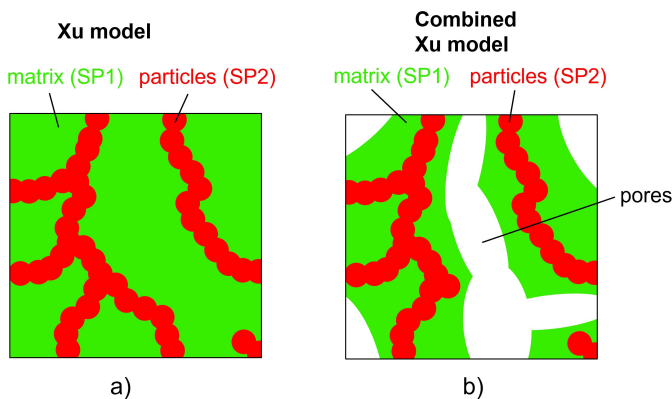 Xu model
matrix (SP1) particles (SP2)
a)
Combined
Xu model
matrix (SP1) particles (SP2)
pores
b)